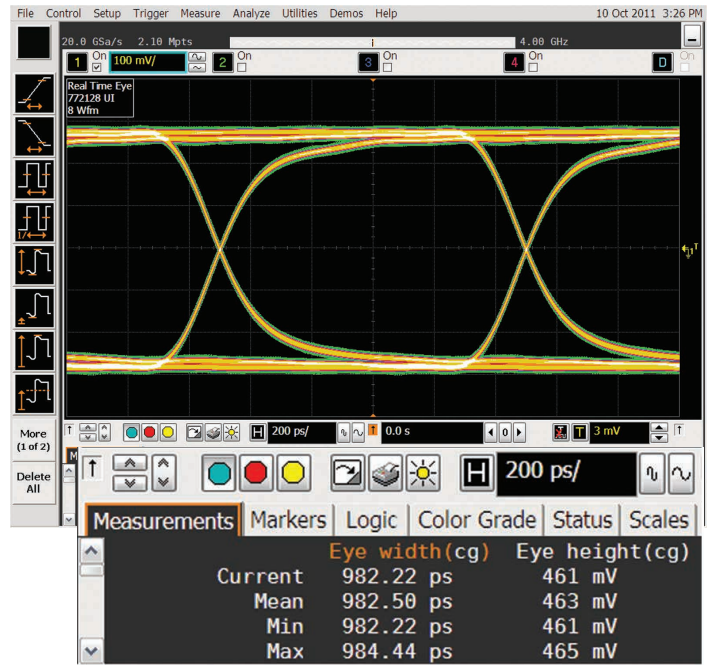 File Control Setup Trigger Measure Analyze Utilities Demos Help 10 Oct 2011 3:26 PM
20.0 GSa/s 2.10 Mpts 4.00 GHz
1 On 100 mV/ 2 On 3 On 4 On D On
Real Time Eye
772128 UI
8 Wfm
1/
1 T
More
(1 of 2)
Delete
All
H 200 ps/ 0.0 s 0 T 3 mV
M
H 200 ps/
Measurements Markers Logic Color Grade Status Scales
Eye width(cg) Eye height(cg)
Current 982.22 ps 461 mV
Mean 982.50 ps 463 mV
Min 982.22 ps 461 mV
Max 984.44 ps 465 mV